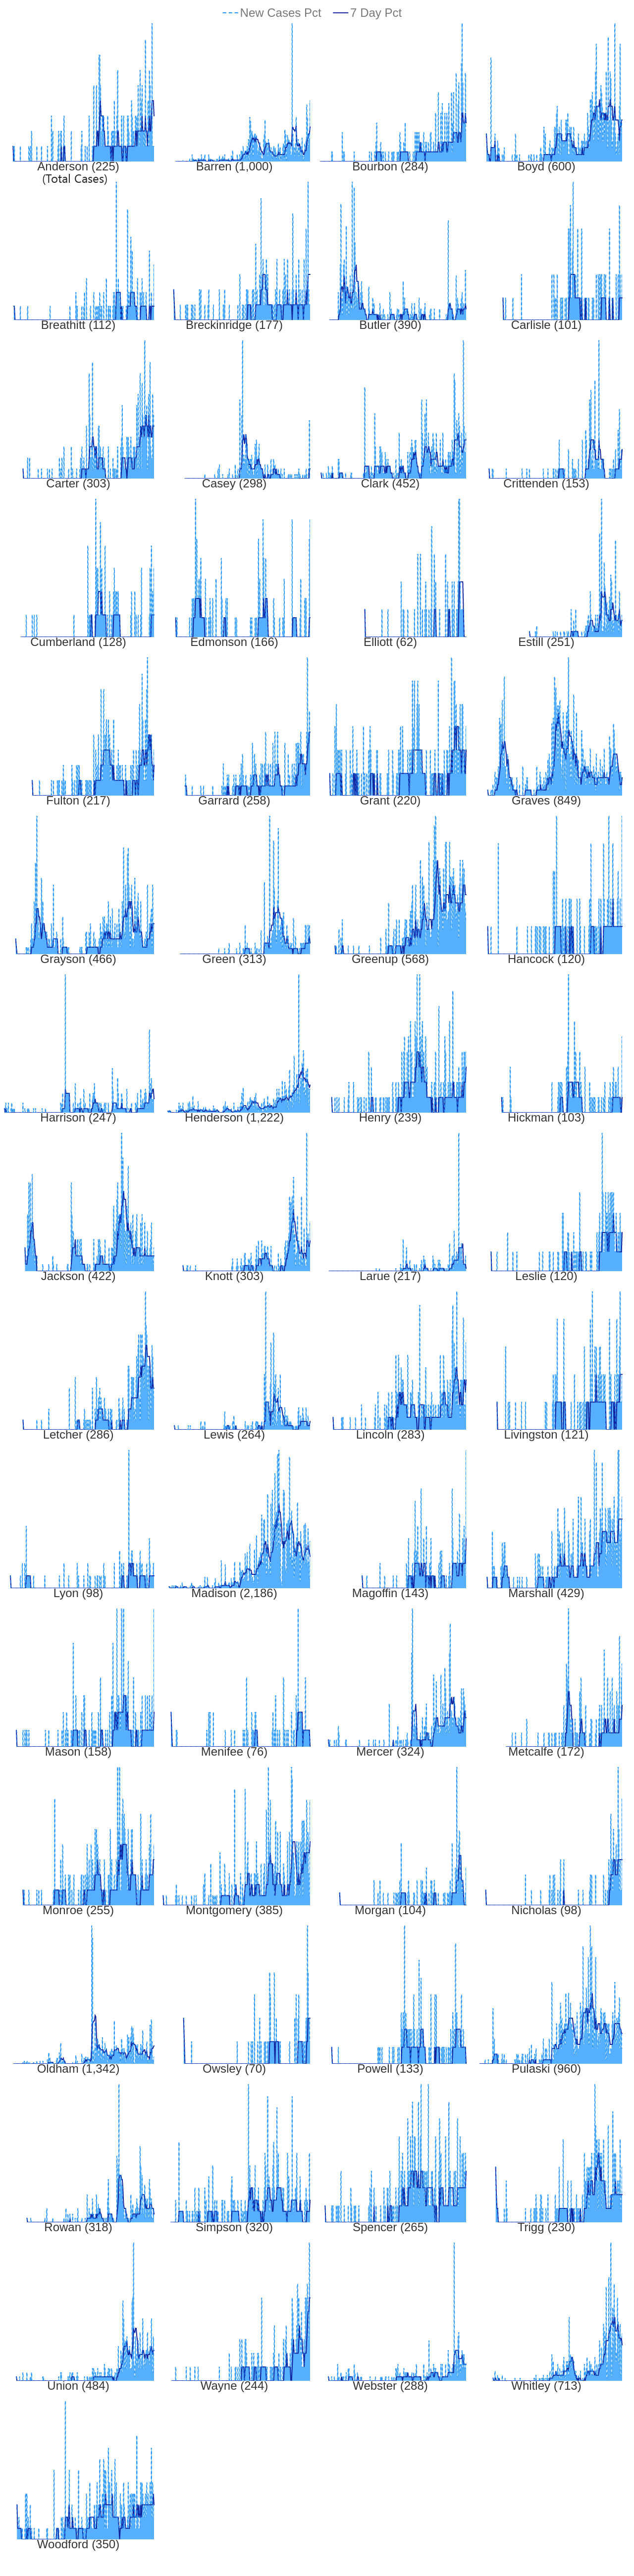 New Cases Pct 7 Day Pct
Anderson (225) Barren (1,000) Bourbon (284) Boyd (600)
(Total Cases)
Breathitt (112) Breckinridge (177) Butler (390) Carlisle (101)
Carter (303) Casey (298) Clark (452) Crittenden (153)
Cumberland (128) Edmonson (166) Elliott (62) Estill (251)
Fulton (217) Garrard (258) Grant (220) Graves (849)
Grayson (466) Green (313) Greenup (568) Hancock (120)
Harrison (247) Henderson (1,222) Henry (239) Hickman (103)
Jackson (422) Knott (303) Larue (217) Leslie (120)
Letcher (286) Lewis (264) Lincoln (283) Livingston (121)
Lyon (98) Madison (2,186) Magoffin (143) Marshall (429)
Mason (158) Menifee (76) Mercer (324) Metcalfe (172)
Monroe (255) Montgomery (385) Morgan (104) Nicholas (98)
Oldham (1,342) Owsley (70) Powell (133) Pulaski (960)
Rowan (318) Simpson (320) Spencer (265) Trigg (230)
Union (484) Wayne (244) Webster (288) Whitley (713)
Woodford (350)